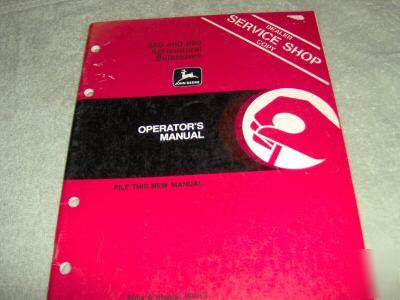 Agricultural
Bulldozers
DEALER
SERVICE SHOP
COPY
JOHN DEERE
OPERATOR'S
MANUAL
FILE THIS NEW MANUAL